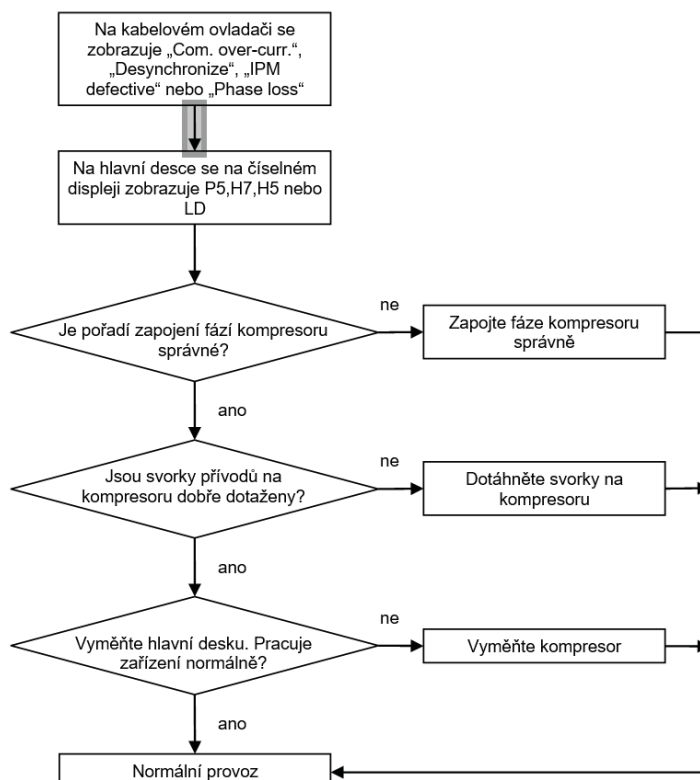 Na kabelovém ovladači se
zobrazuje „Com. over-curr.“,
„Desynchronize“, „IPM
defective“ nebo „Phase loss“
Na hlavní desce se na číselném
displeji zobrazuje P5,H7,H5 nebo
LD
Je pořadí zapojení fází kompresoru
správné?
ne
Zapojte fáze kompresoru
správně
ano
Jsou svorky přívodů na
kompresoru dobře dotaženy?
ne
Dotáhněte svorky na
kompresoru
ano
Vyměňte hlavní desku. Pracuje
zařízení normálně?
ne
Vyměňte kompresor
ano
Normální provoz